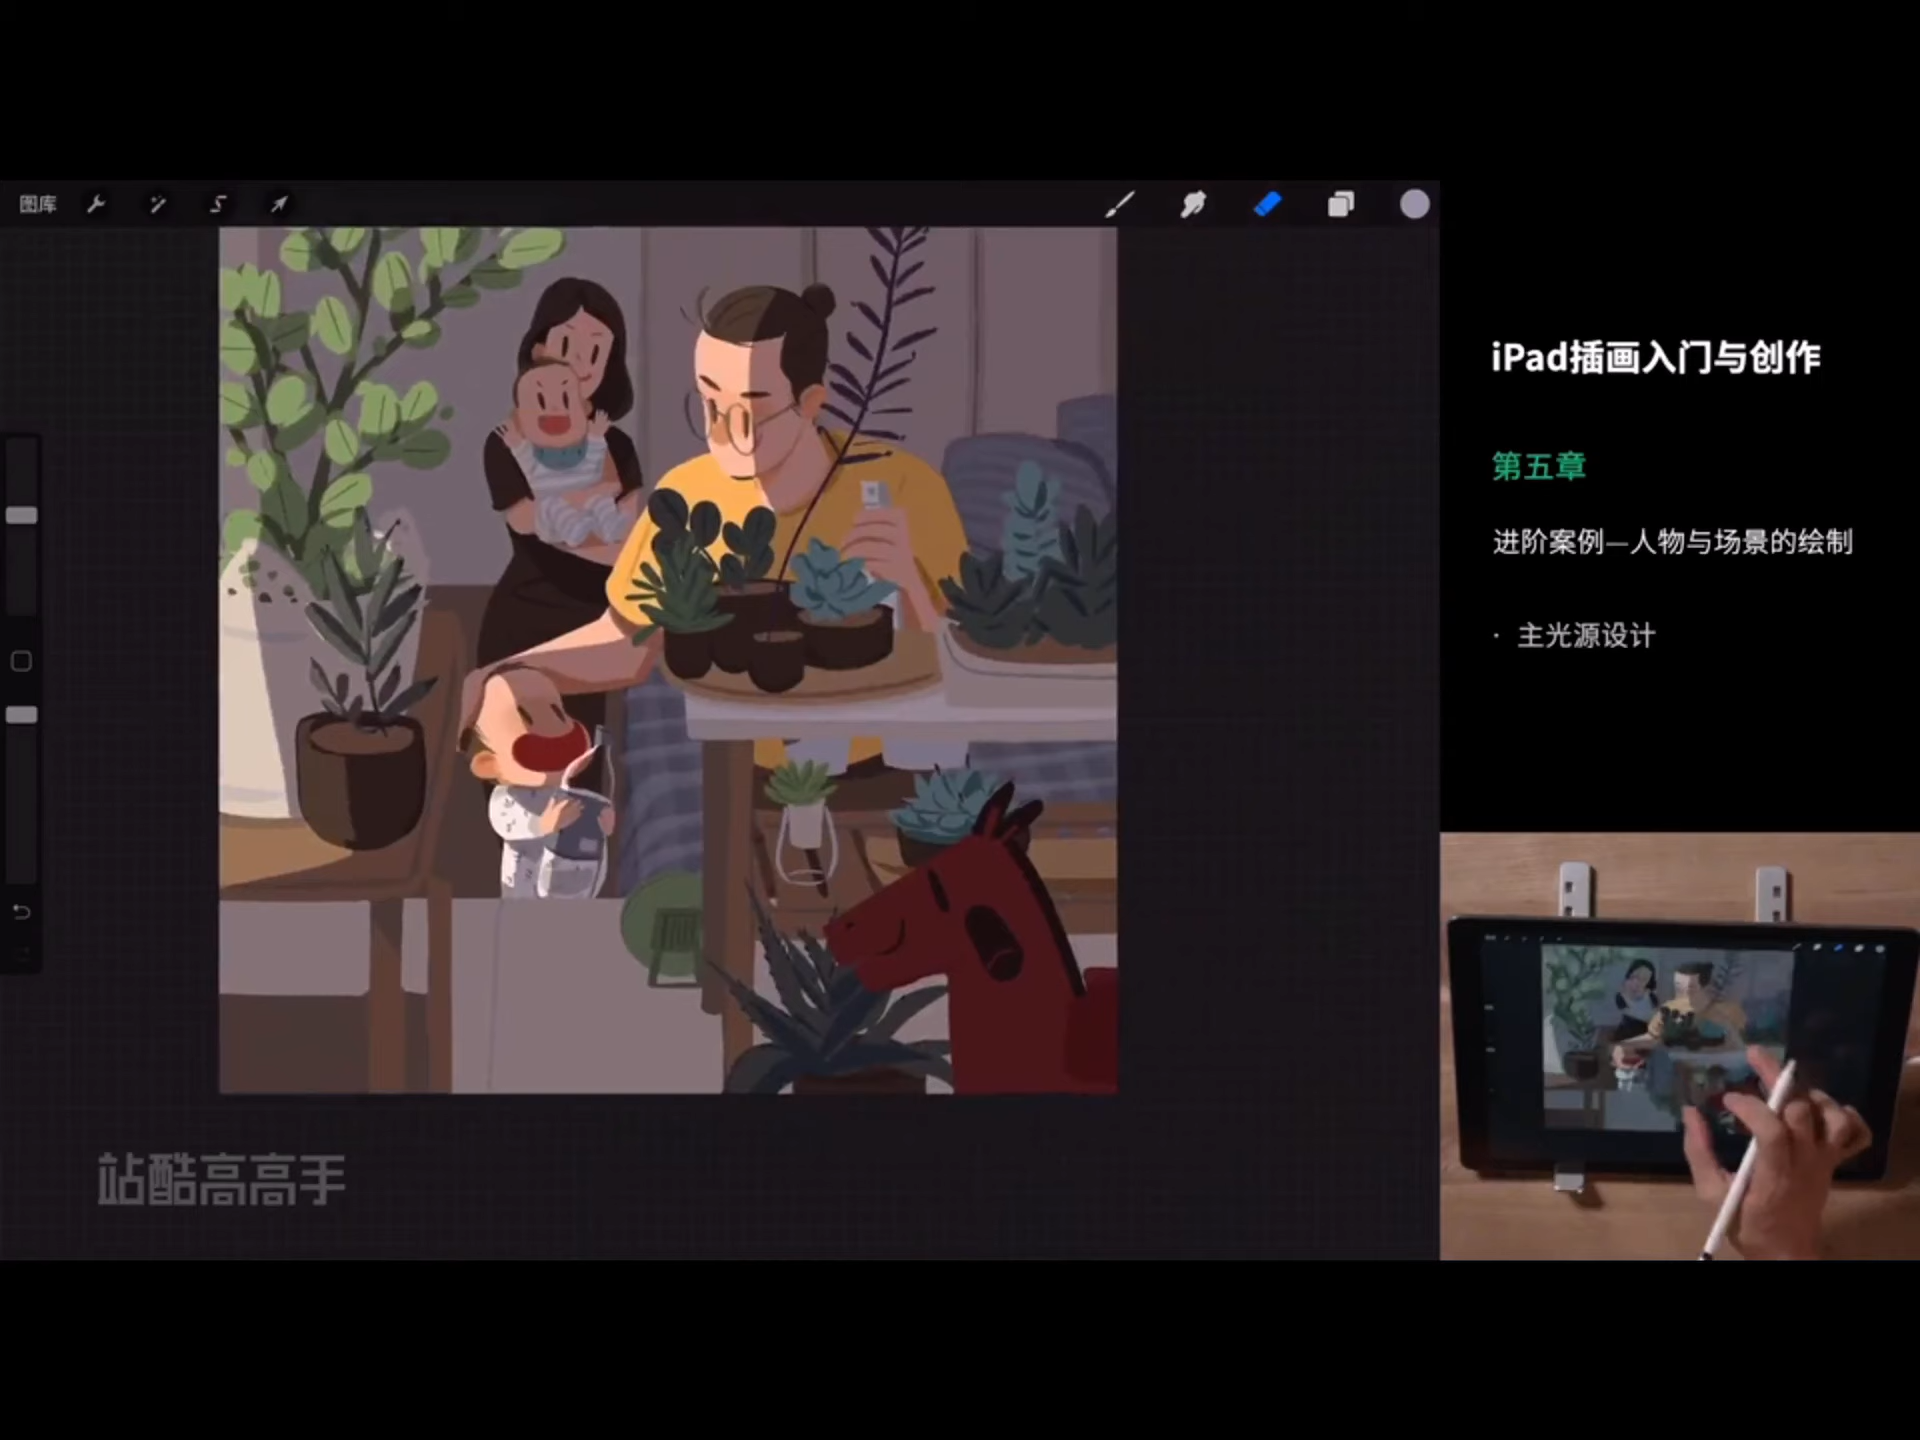 图库
iPad插画入门与创作
第五章
进阶案例—人物与场景的绘制
· 主光源设计
站酷高高手